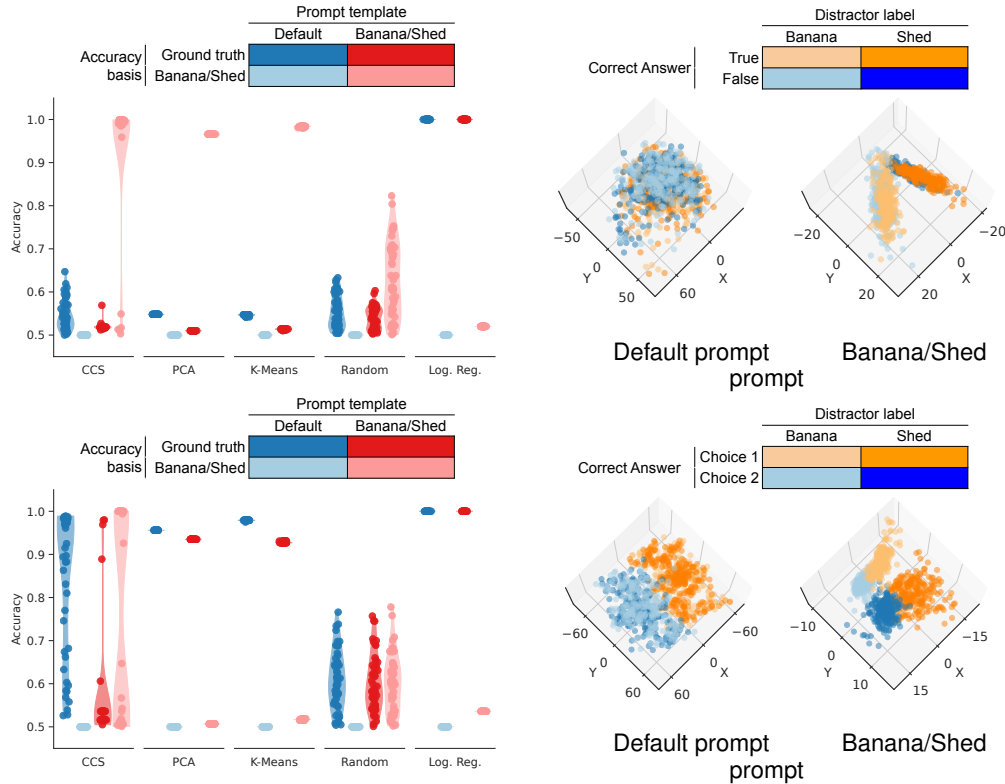 Prompt template
Default Banana/Shed
Accuracy basis
Ground truth
Banana/Shed
Accuracy
1.0
0.9
0.8
0.7
0.6
0.5
CCS PCA K-Means Random Log. Reg.
Distractor label
Banana Shed
Correct Answer
True
False
−50
0
50
Y
0
60
X
−20
0
20
Y
−20
0
20
X
Default prompt Banana/Shed
prompt
Prompt template
Default Banana/Shed
Accuracy basis
Ground truth
Banana/Shed
Accuracy
1.0
0.9
0.8
0.7
0.6
0.5
CCS PCA K-Means Random Log. Reg.
Distractor label
Banana Shed
Correct Answer
Choice 1
Choice 2
−60
0
60
Y
−60
0
60
X
−10
0
10
Y
−15
0
15
X
Default prompt Banana/Shed
prompt